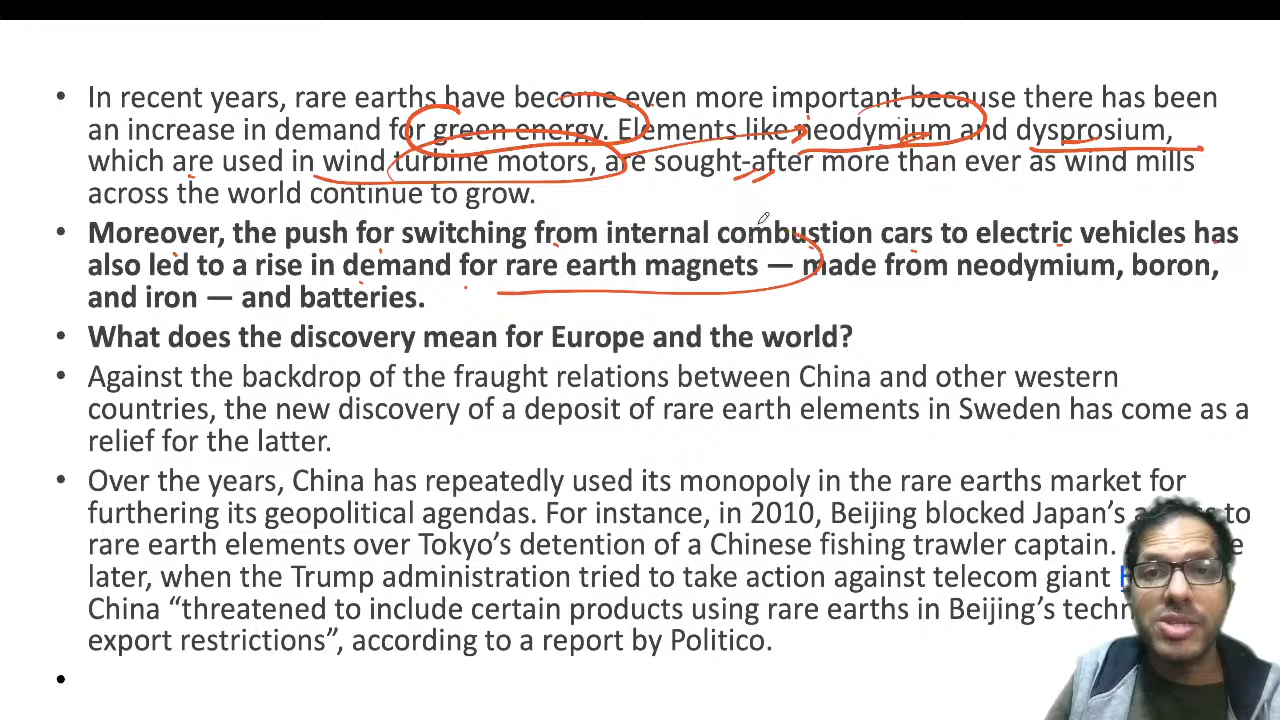 • In recent years, rare earths have become even more important because there has been
an increase in demand for green energy. Elements like neodymium and dysprosium,
which are used in wind turbine motors, are sought-after more than ever as wind mills
across the world continue to grow.
• Moreover, the push for switching from internal combustion cars to electric vehicles has
also led to a rise in demand for rare earth magnets — made from neodymium, boron,
and iron — and batteries.
• What does the discovery mean for Europe and the world?
• Against the backdrop of the fraught relations between China and other western
countries, the new discovery of a deposit of rare earth elements in Sweden has come as a
relief for the latter.
• Over the years, China has repeatedly used its monopoly in the rare earths market for
furthering its geopolitical agendas. For instance, in 2010, Beijing blocked Japan’s to
rare earth elements over Tokyo’s detention of a Chinese fishing trawler captain.
later, when the Trump administration tried to take action against telecom giant
China “threatened to include certain products using rare earths in Beijing’s
export restrictions”, according to a report by Politico.
•